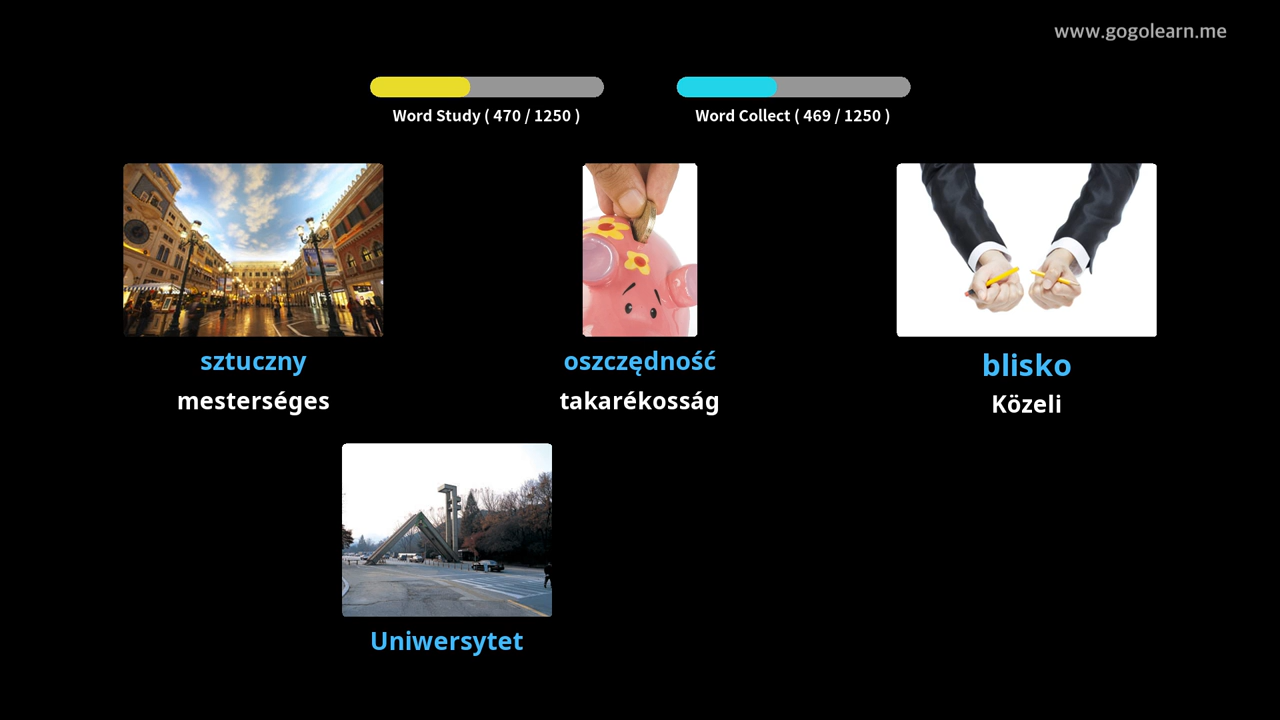 www.gogolearn.me
Word Study ( 470 / 1250 )
Word Collect ( 469 / 1250 )
sztuczny
mesterséges
oszczędność
takarékosság
blisko
Közeli
Uniwersytet